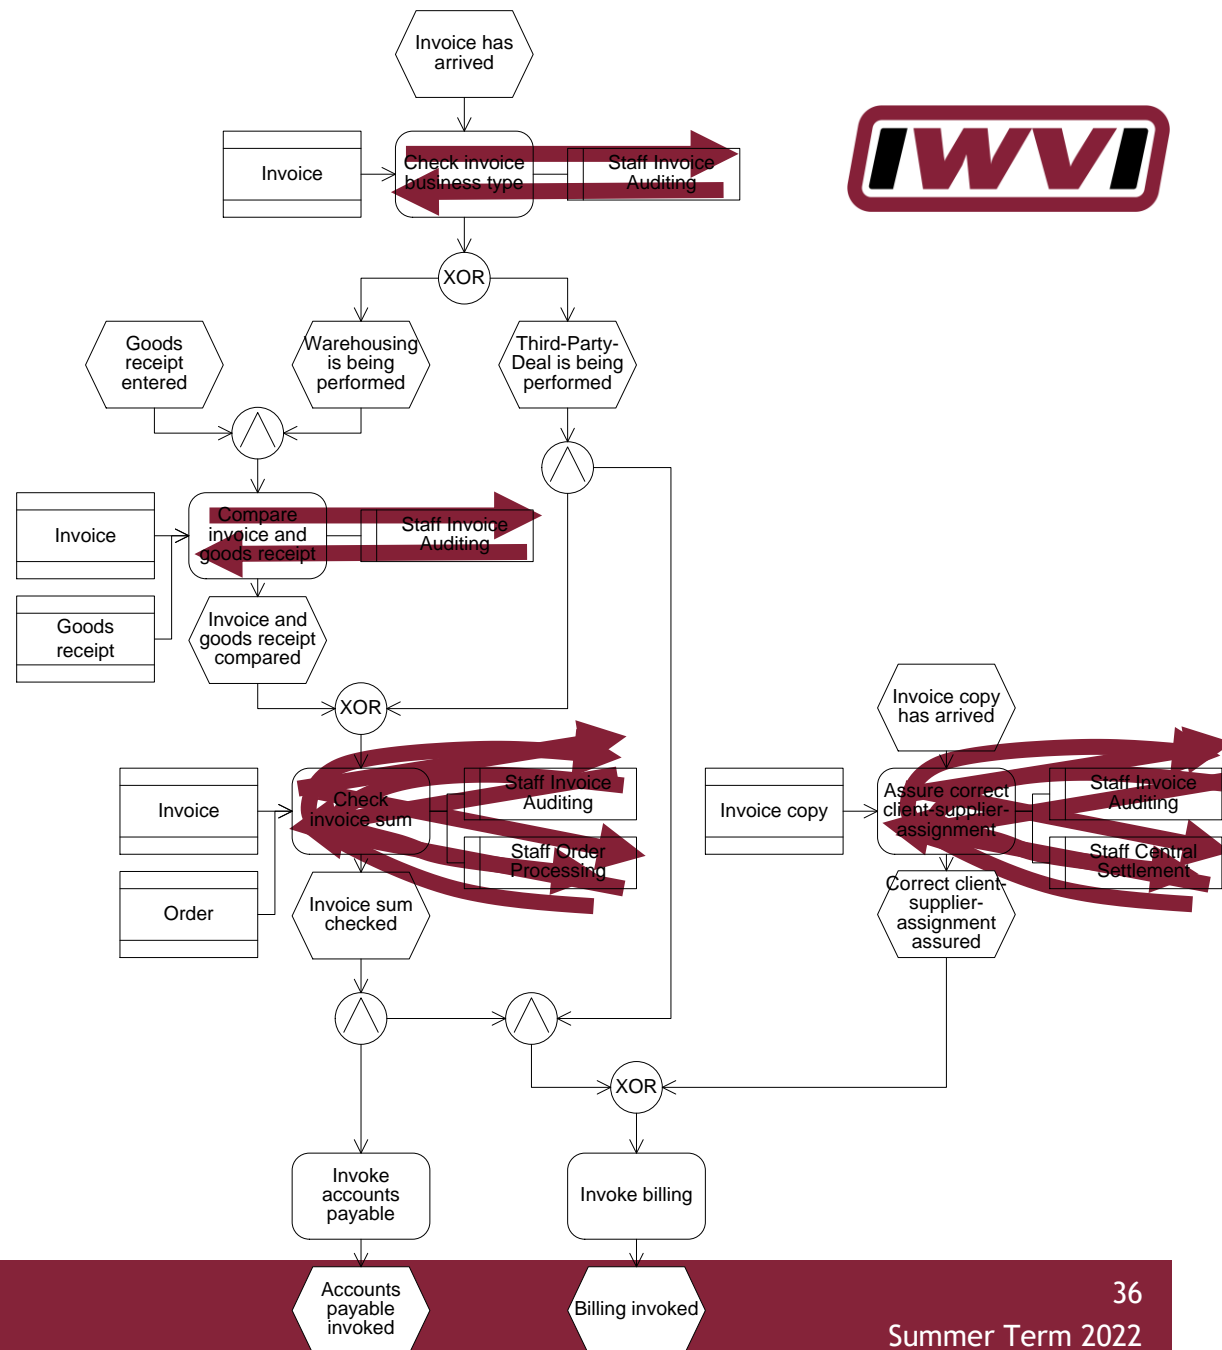 Invoice has
arrived
IWVI
Invoice
Check invoice
business type
Staff Invoice
Auditing
XOR
Goods
receipt
entered
Warehousing
is being
performed
Third-Party-
Deal is being
performed
Invoice
Compare
invoice and
goods receipt
Staff Invoice
Auditing
Goods
receipt
Invoice and
goods receipt
compared
XOR
Invoice copy
has arrived
Invoice
Check
invoice sum
Staff Invoice
Auditing
Staff Order
Processing
Invoice copy
Assure correct
client-supplier-
assignment
Staff Invoice
Auditing
Staff Central
Settlement
Order
Invoice sum
checked
Correct client-
supplier-
assignment
assured
XOR
Invoke
accounts
payable
Invoke billing
Accounts
payable
invoked
Billing invoked
36
Summer Term 2022